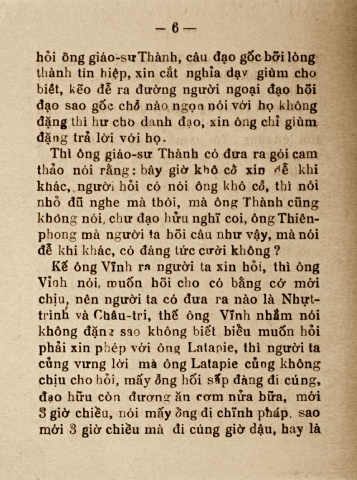 — 6 —
hỏi ông giáo-sư Thành, câu đạo gốc bỡi lòng
thành tin hiệp, xin cắt nghĩa dạy giùm cho
biết, kẽo để ra đường người ngoại đạo hỏi
đạo sao gốc chổ nào ngọn nói với họ không
đặng thì hư cho danh đạo, xin ông chỉ giùm
đặng trả lời với họ.
Thì ông giáo-sư Thành có đưa ra gói cam
thảo nói rằng: bây giờ khô cổ xin để khi
khác, người hỏi có nói ông khô cổ, thì nói
nhỏ đủ nghe mà thôi, mà ông Thành cũng
không nói, chư đạo hữu nghĩ coi, ông Thiên-
phong mà người ta hỏi câu như vậy, mà nói
để khi khác, có đáng tức cười không?
Kế ông Vĩnh ra người ta xin hỏi, thì ông
Vĩnh nói, muốn hỏi cho có bằng cớ mới
chịu, nên người ta có đưa ra nào là Nhựt-
trình và Châu-tri, thế ông Vĩnh nhắm nói
không đặng sao không biết biểu muốn hỏi
phải xin phép với ông Latapie, thì người ta
củng vưng lời mà ông Latapie củng không
chịu cho hỏi, mấy ông hối sắp đàng đi cúng,
đạo hữu còn đương ăn cơm nửa bữa, mới
3 giờ chiều, nói mấy ông đi chĩnh pháp, sao
mới 3 giờ chiều mà đi cúng giờ dậu, hay là